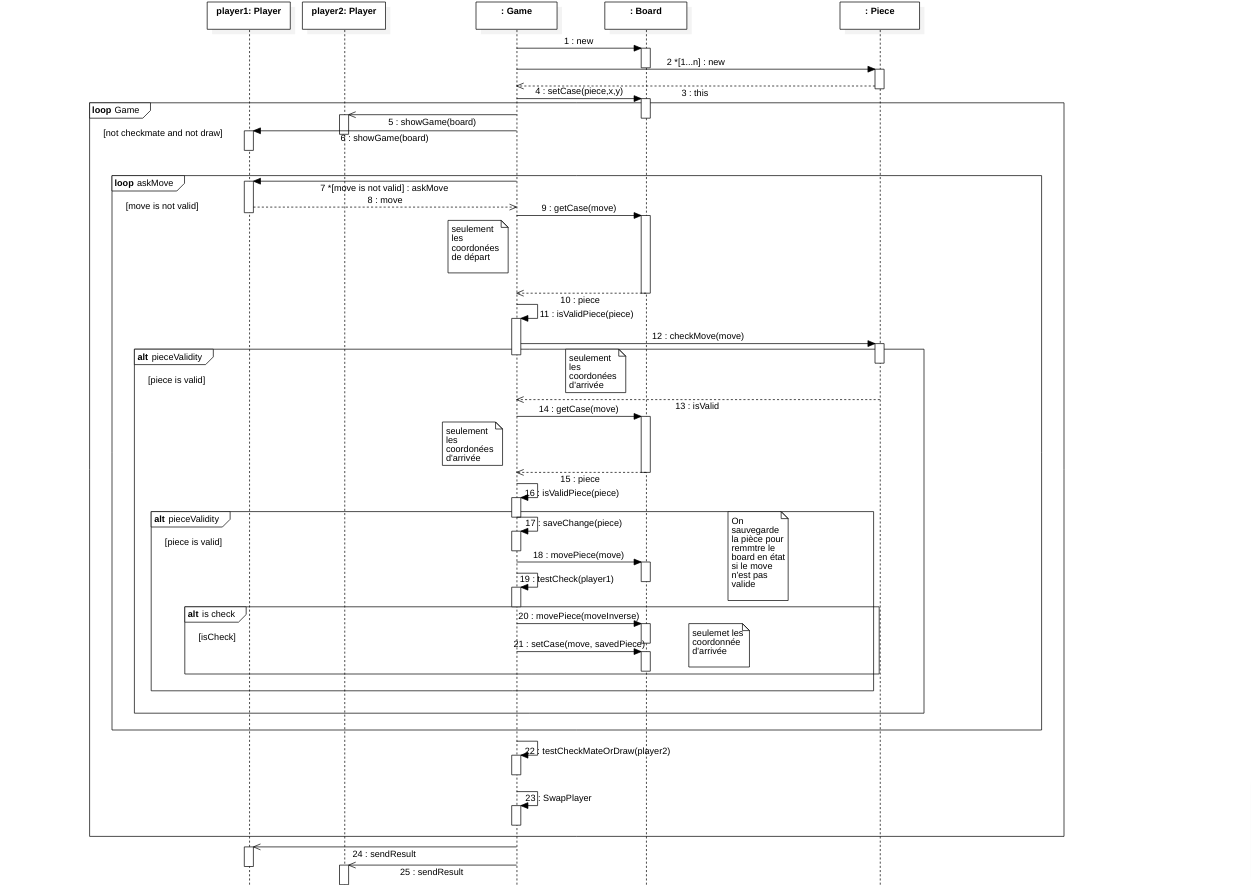 player1: Player
player2: Player
: Game
: Board
: Piece
1 : new
2 *[1...n] : new
3 : this
4 : setCase(piece,x,y)
loop Game
5 : showGame(board)
[not checkmate and not draw]
6 : showGame(board)
loop askMove
7 *[move is not valid] : askMove
8 : move
[move is not valid]
9 : getCase(move)
seulement
les
coordonées
de départ
10 : piece
11 : isValidPiece(piece)
12 : checkMove(move)
alt pieceValidity
seulement
les
coordonées
d'arrivée
[piece is valid]
13 : isValid
14 : getCase(move)
seulement
les
coordonées
d'arrivée
15 : piece
16 : isValidPiece(piece)
alt pieceValidity
17 : saveChange(piece)
On
sauvegarde
la pièce pour
remmtre le
board en état
si le move
n'est pas
valide
[piece is valid]
18 : movePiece(move)
19 : testCheck(player1)
alt is check
20 : movePiece(moveInverse)
[isCheck]
seulemet les
coordonnée
d'arrivée
21 : setCase(move, savedPiece)
22 : testCheckMateOrDraw(player2)
23 : SwapPlayer
24 : sendResult
25 : sendResult